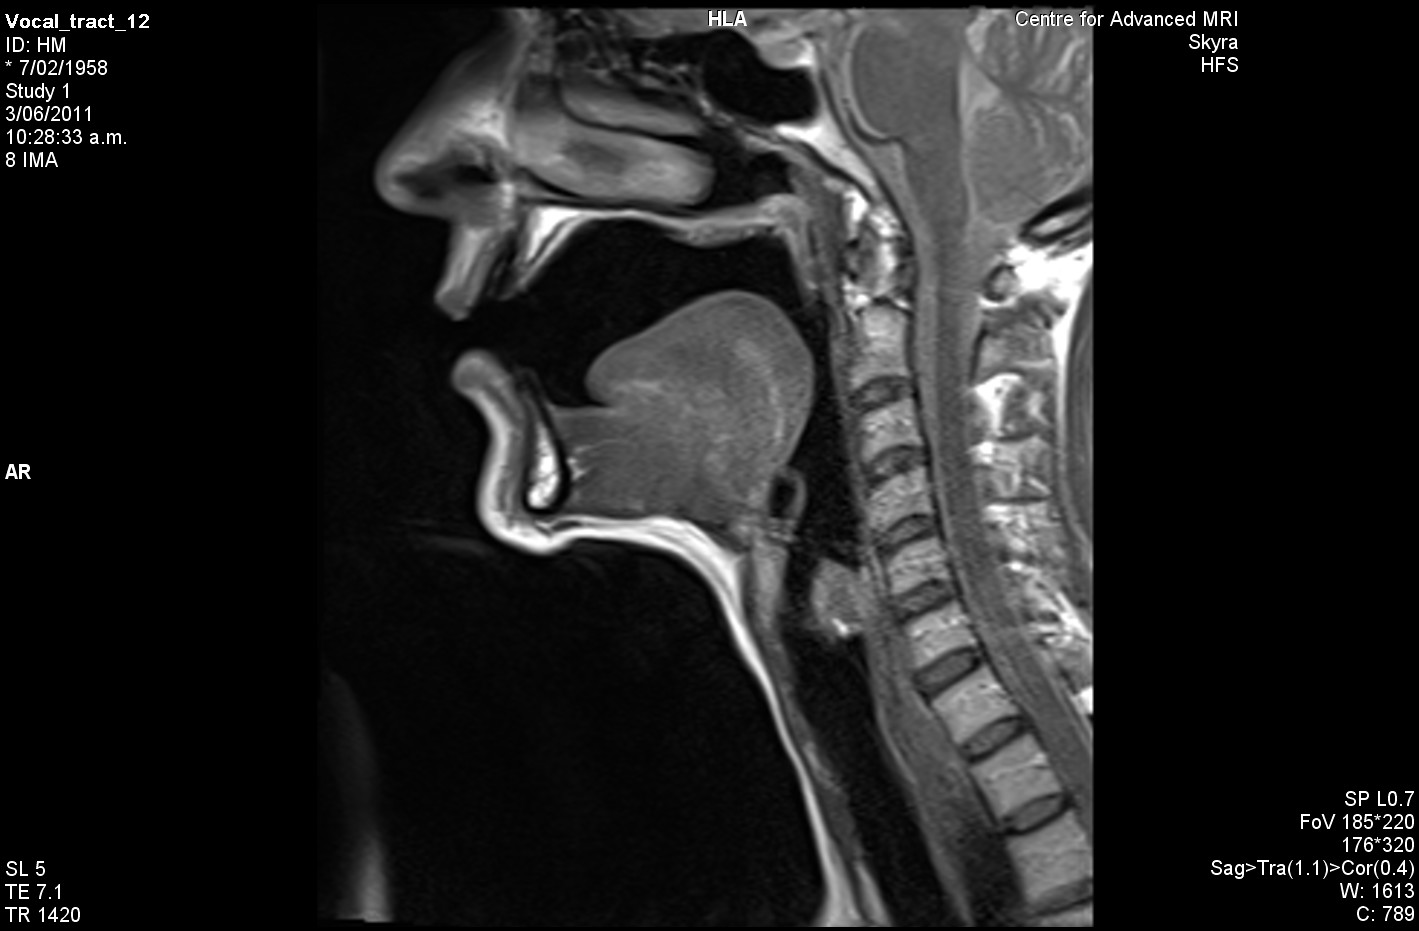 Vocal_tract_12
ID: HM
* 7/02/1958
Study 1
3/06/2011
10:28:33 a.m.
8 IMA
HLA
Centre for Advanced MRI
Skyra
HFS
AR
SL 5
TE 7.1
TR 1420
SP L0.7
FoV 185*220
176*320
Sag>Tra(1.1)>Cor(0.4)
W: 1613
C: 789